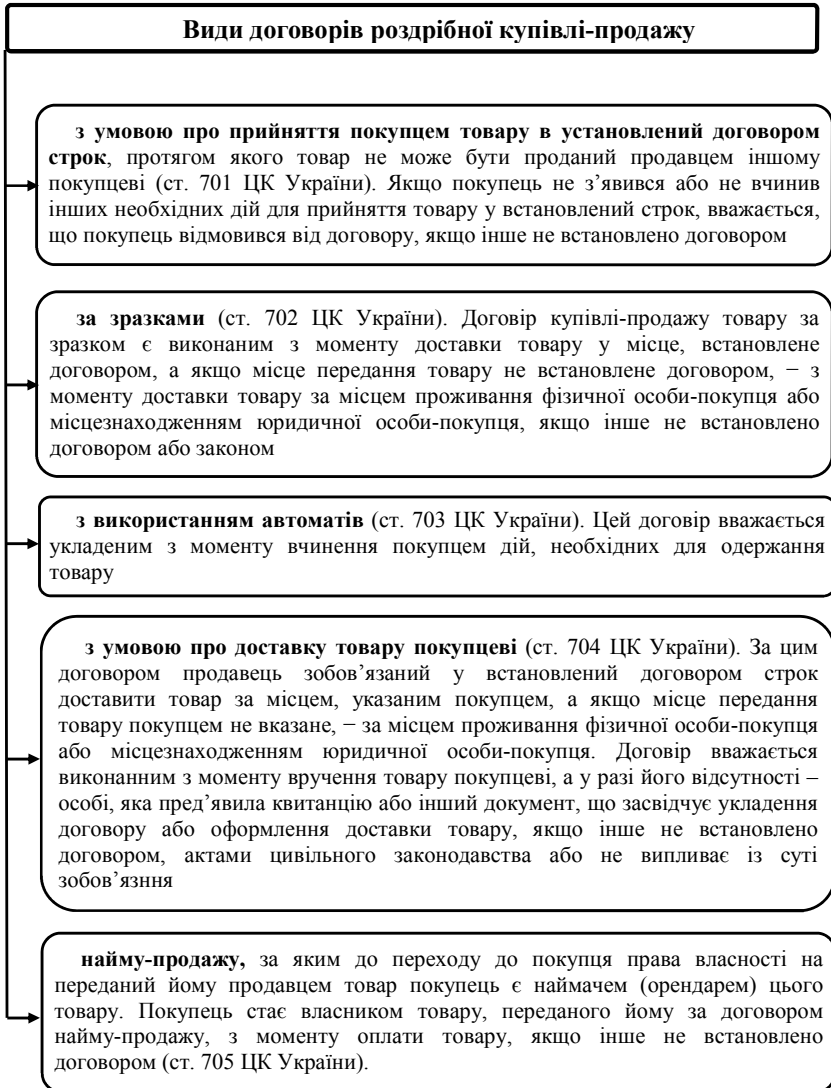 Види договорів роздрібної купівлі-продажу
з умовою про прийняття покупцем товару в установлений договором
строк, протягом якого товар не може бути проданий продавцем іншому
покупцеві (ст. 701 ЦК України). Якщо покупець не з’явився або не вчинив
інших необхідних дій для прийняття товару у встановлений строк, вважається,
що покупець відмовився від договору, якщо інше не встановлено договором
за зразками (ст. 702 ЦК України). Договір купівлі-продажу товару за
зразком є виконаним з моменту доставки товару у місце, встановлене
договором, а якщо місце передання товару не встановлене договором, − з
моменту доставки товару за місцем проживання фізичної особи-покупця або
місцезнаходженням юридичної особи-покупця, якщо інше не встановлено
договором або законом
з використанням автоматів (ст. 703 ЦК України). Цей договір вважається
укладеним з моменту вчинення покупцем дій, необхідних для одержання
товару
з умовою про доставку товару покупцеві (ст. 704 ЦК України). За цим
договором продавець зобов’язаний у встановлений договором строк
доставити товар за місцем, указаним покупцем, а якщо місце передання
товару покупцем не вказане, − за місцем проживання фізичної особи-покупця
або місцезнаходженням юридичної особи-покупця. Договір вважається
виконанним з моменту вручення товару покупцеві, а у разі його відсутності –
особі, яка пред’явила квитанцію або інший документ, що засвідчує укладення
договору або оформлення доставки товару, якщо інше не встановлено
договором, актами цивільного законодавства або не випливає із суті
зобов’язння
найму-продажу, за яким до переходу до покупця права власності на
переданий йому продавцем товар покупець є наймачем (орендарем) цього
товару. Покупець стає власником товару, переданого йому за договором
найму-продажу, з моменту оплати товару, якщо інше не встановлено
договором (ст. 705 ЦК України).